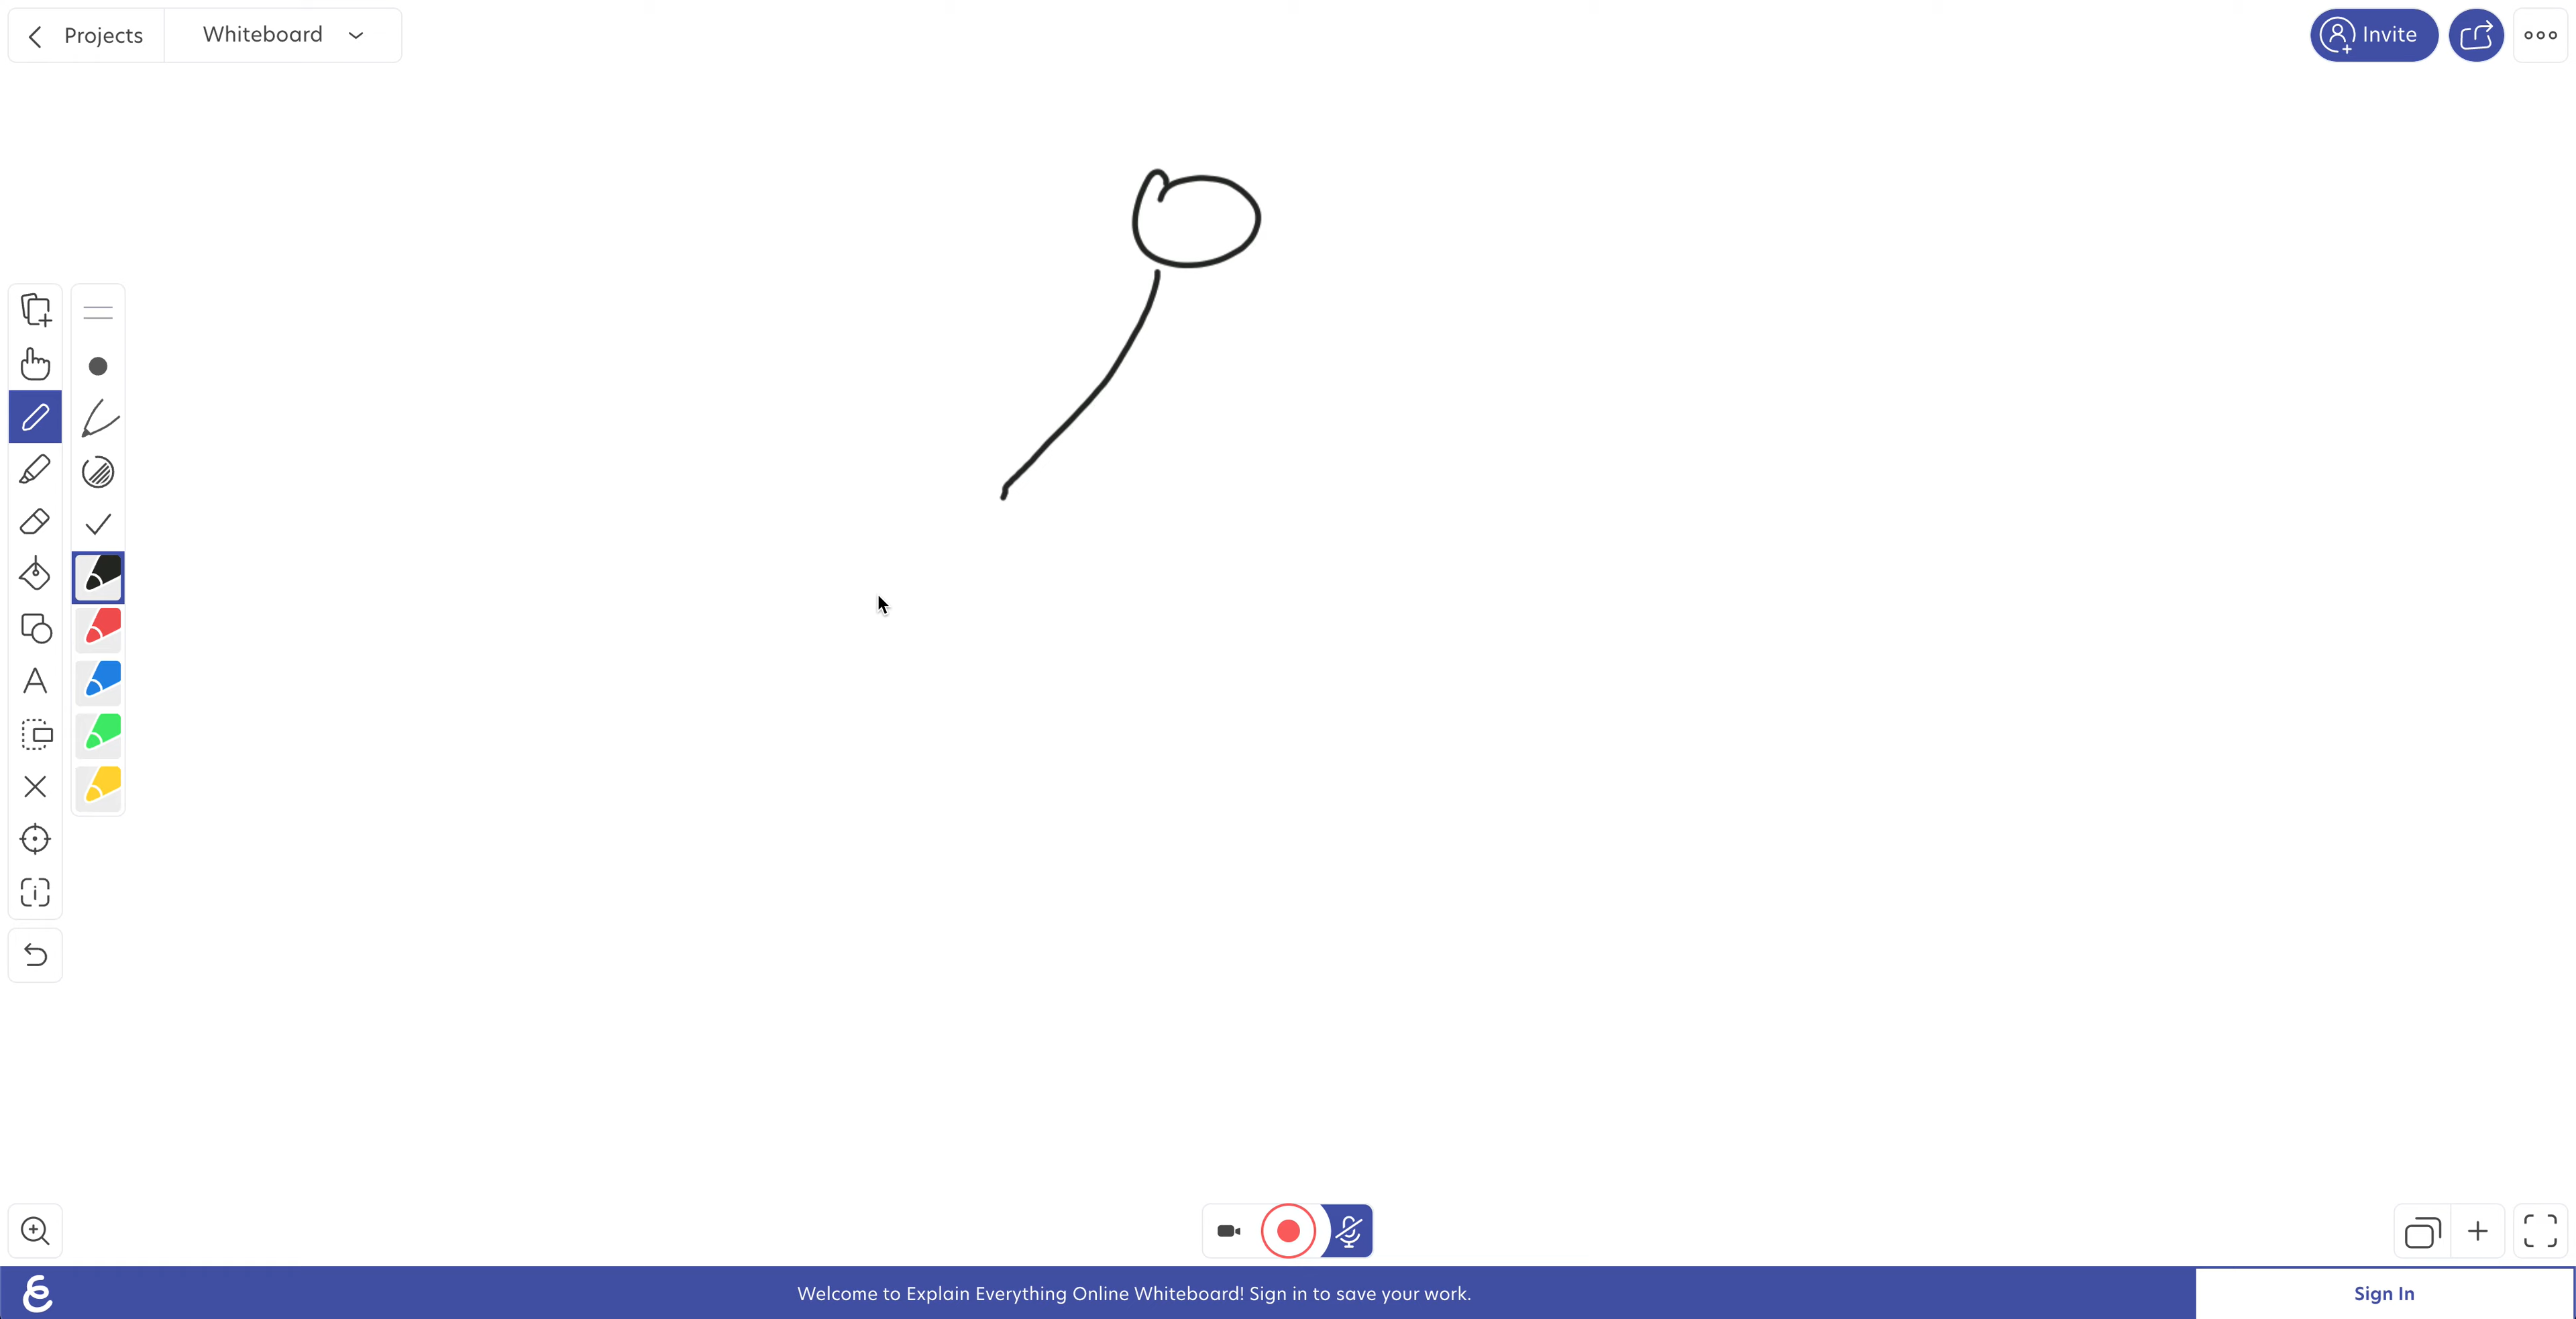 Projects
Whiteboard
Invite
Welcome to Explain Everything Online Whiteboard! Sign in to save your work.
Sign In